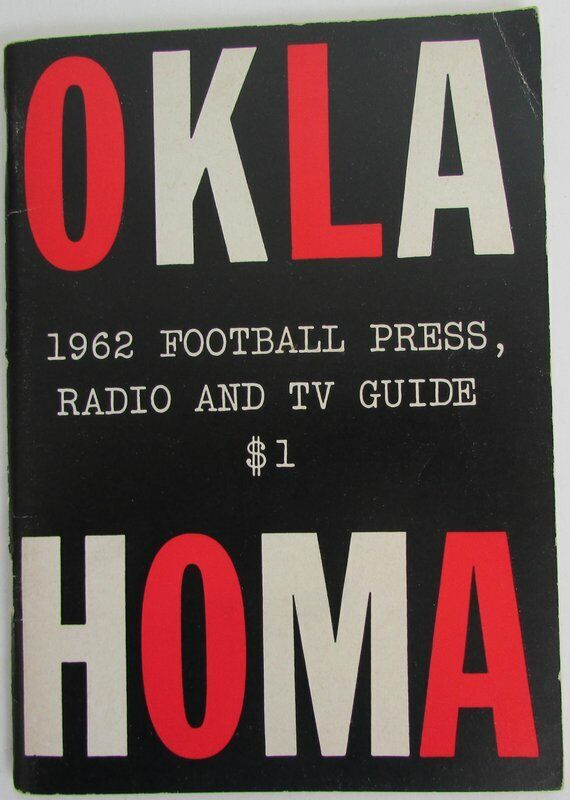 OKLA
1962 FOOTBALL PRESS,
RADIO AND TV GUIDE
$1
HOMA